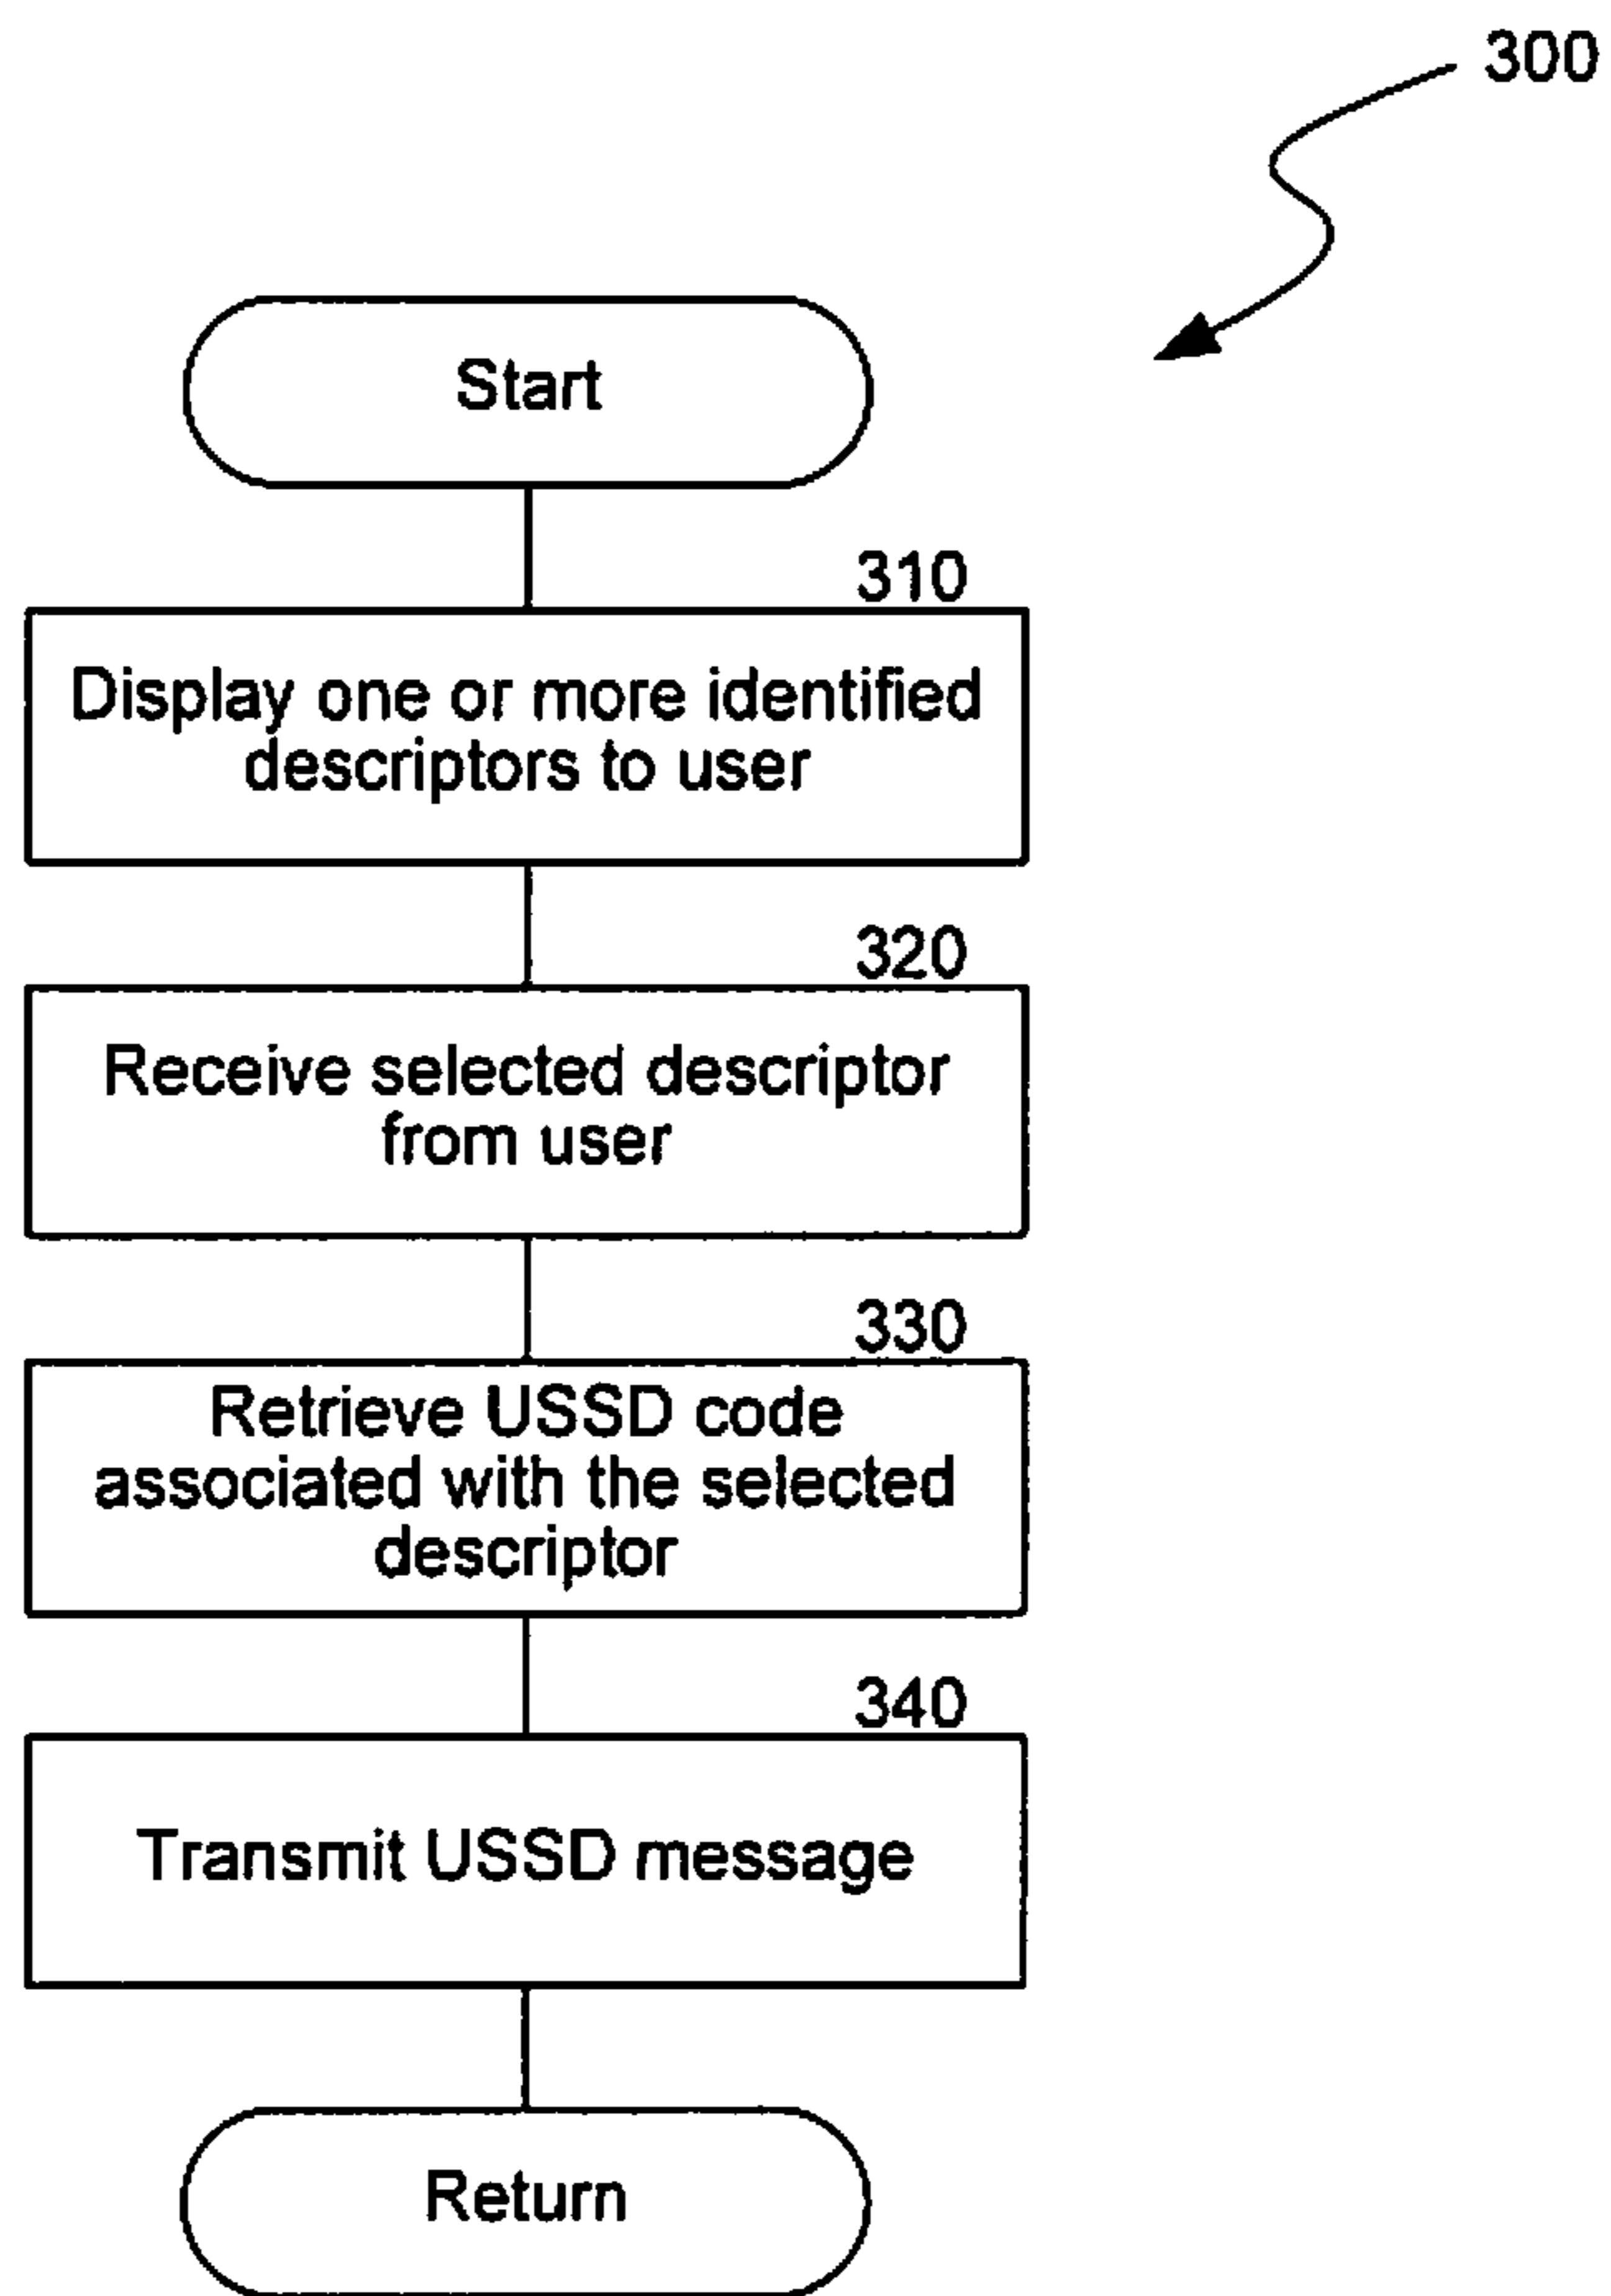 300
Start
310
Display one or more identified
descriptors to user
320
Receive selected descriptor
from user
330
Retrieve USSD code
associated with the selected
descriptor
340
Transmit USSD message
Return